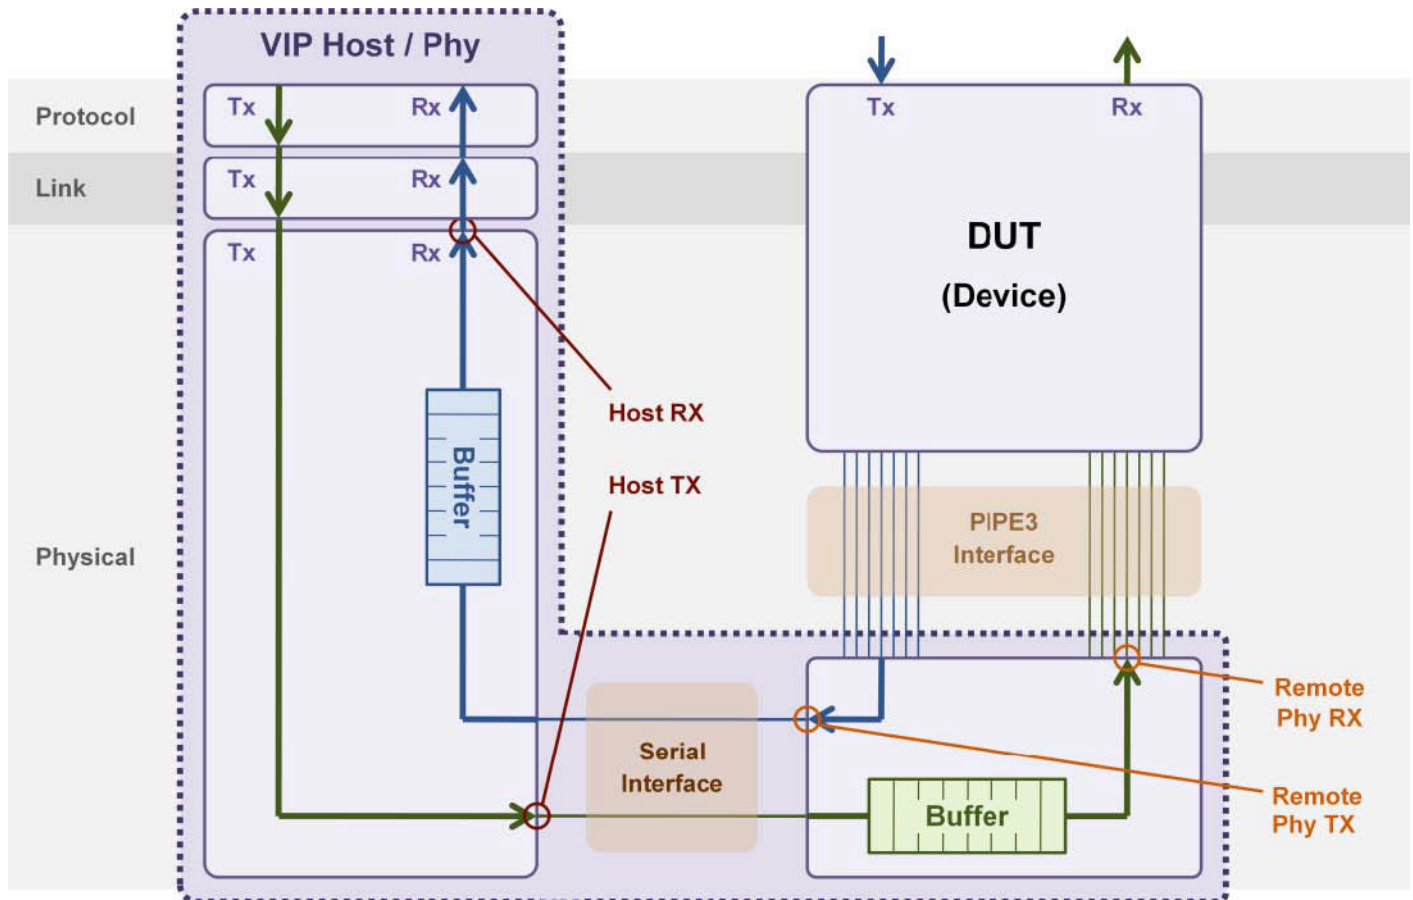 VIP Host / Phy
Protocol
Tx
Rx
Link
Tx
Rx
Tx
Rx
Physical
Buffer
Host RX
Host TX
Tx
Rx
DUT
(Device)
PIPE3
Interface
Serial
Interface
Buffer
Remote
Phy RX
Remote
Phy TX